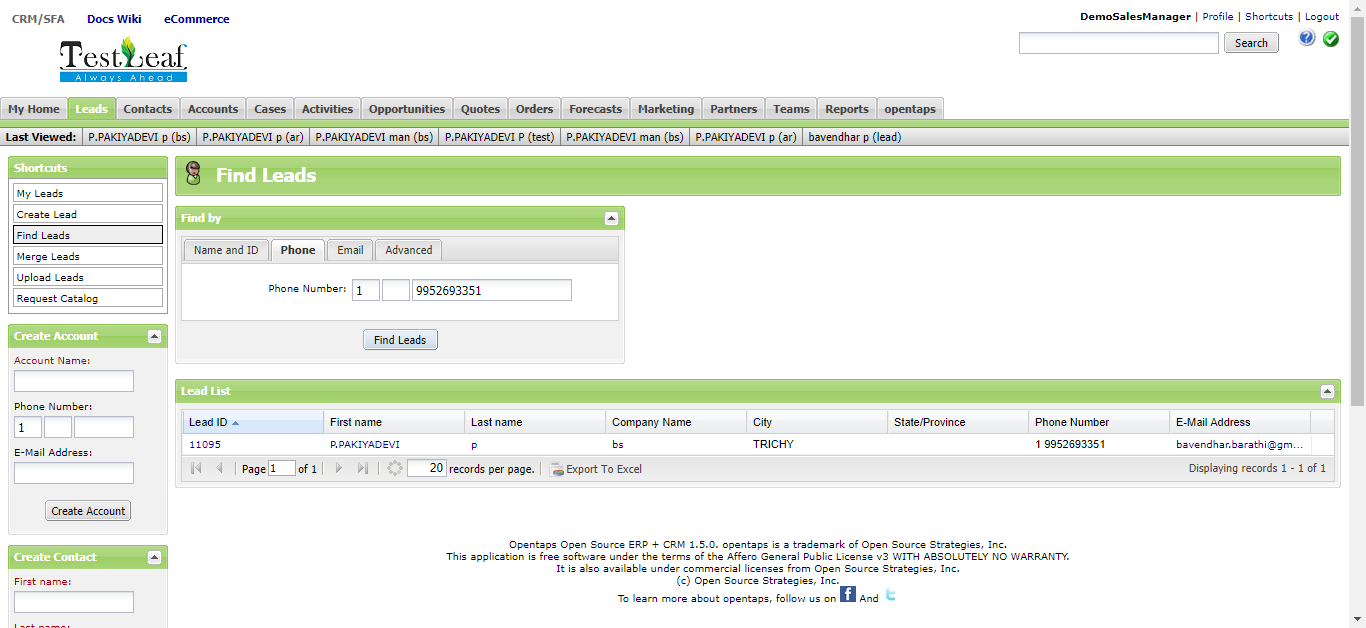 CRM/SFA Docs Wiki eCommerce
DemoSalesManager | Profile | Shortcuts | Logout
TestLeaf
Always Ahead
Search
My Home Leads Contacts Accounts Cases Activities Opportunities Quotes Orders Forecasts Marketing Partners Teams Reports opentaps
Last Viewed: P.PAKIYADEVI p (bs) P.PAKIYADEVI p (ar) P.PAKIYADEVI man (bs) P.PAKIYADEVI P (test) P.PAKIYADEVI man (bs) P.PAKIYADEVI p (ar) bavendhar p (lead)
Shortcuts
My Leads
Create Lead
Find Leads
Merge Leads
Upload Leads
Request Catalog
Create Account
Account Name:
Phone Number:
1
E-Mail Address:
Create Account
Create Contact
First name:
Last name:
Find Leads
Find by
Name and ID Phone Email Advanced
Phone Number: 1 9952693351
Find Leads
Lead List
Lead ID First name Last name Company Name City State/Province Phone Number E-Mail Address
11095 P.PAKIYADEVI p bs TRICHY 1 9952693351 bavendhar.barathi@gm...
Page 1 of 1 20 records per page. Export To Excel Displaying records 1 - 1 of 1
Opentaps Open Source ERP + CRM 1.5.0. opentaps is a trademark of Open Source Strategies, Inc.
This application is free software under the terms of the Affero General Public License v3 WITH ABSOLUTELY NO WARRANTY.
It is also available under commercial licenses from Open Source Strategies, Inc.
(c) Open Source Strategies, Inc.
To learn more about opentaps, follow us on f And t